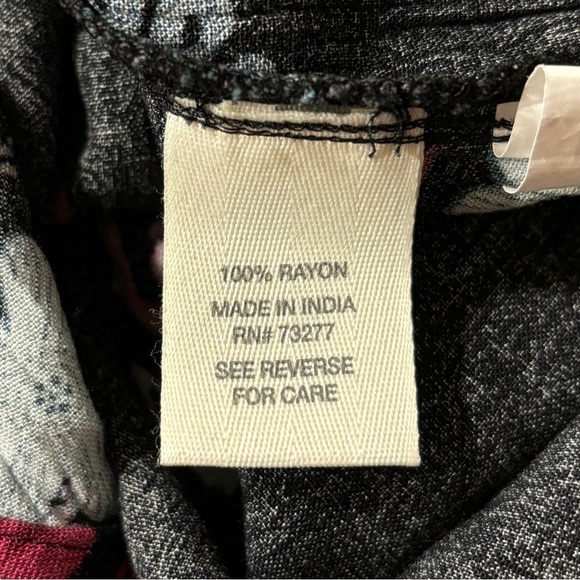 100% RAYON
MADE IN INDIA
RN# 73277
SEE REVERSE
FOR CARE